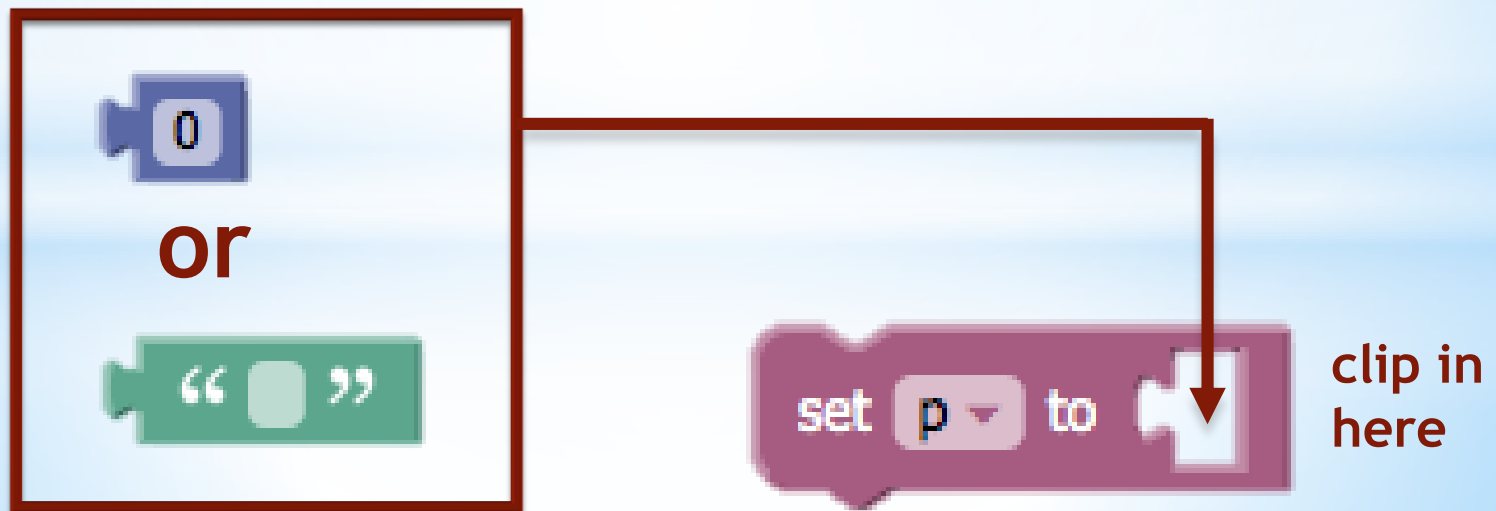 0
or
“ ”
set p to
clip in
here